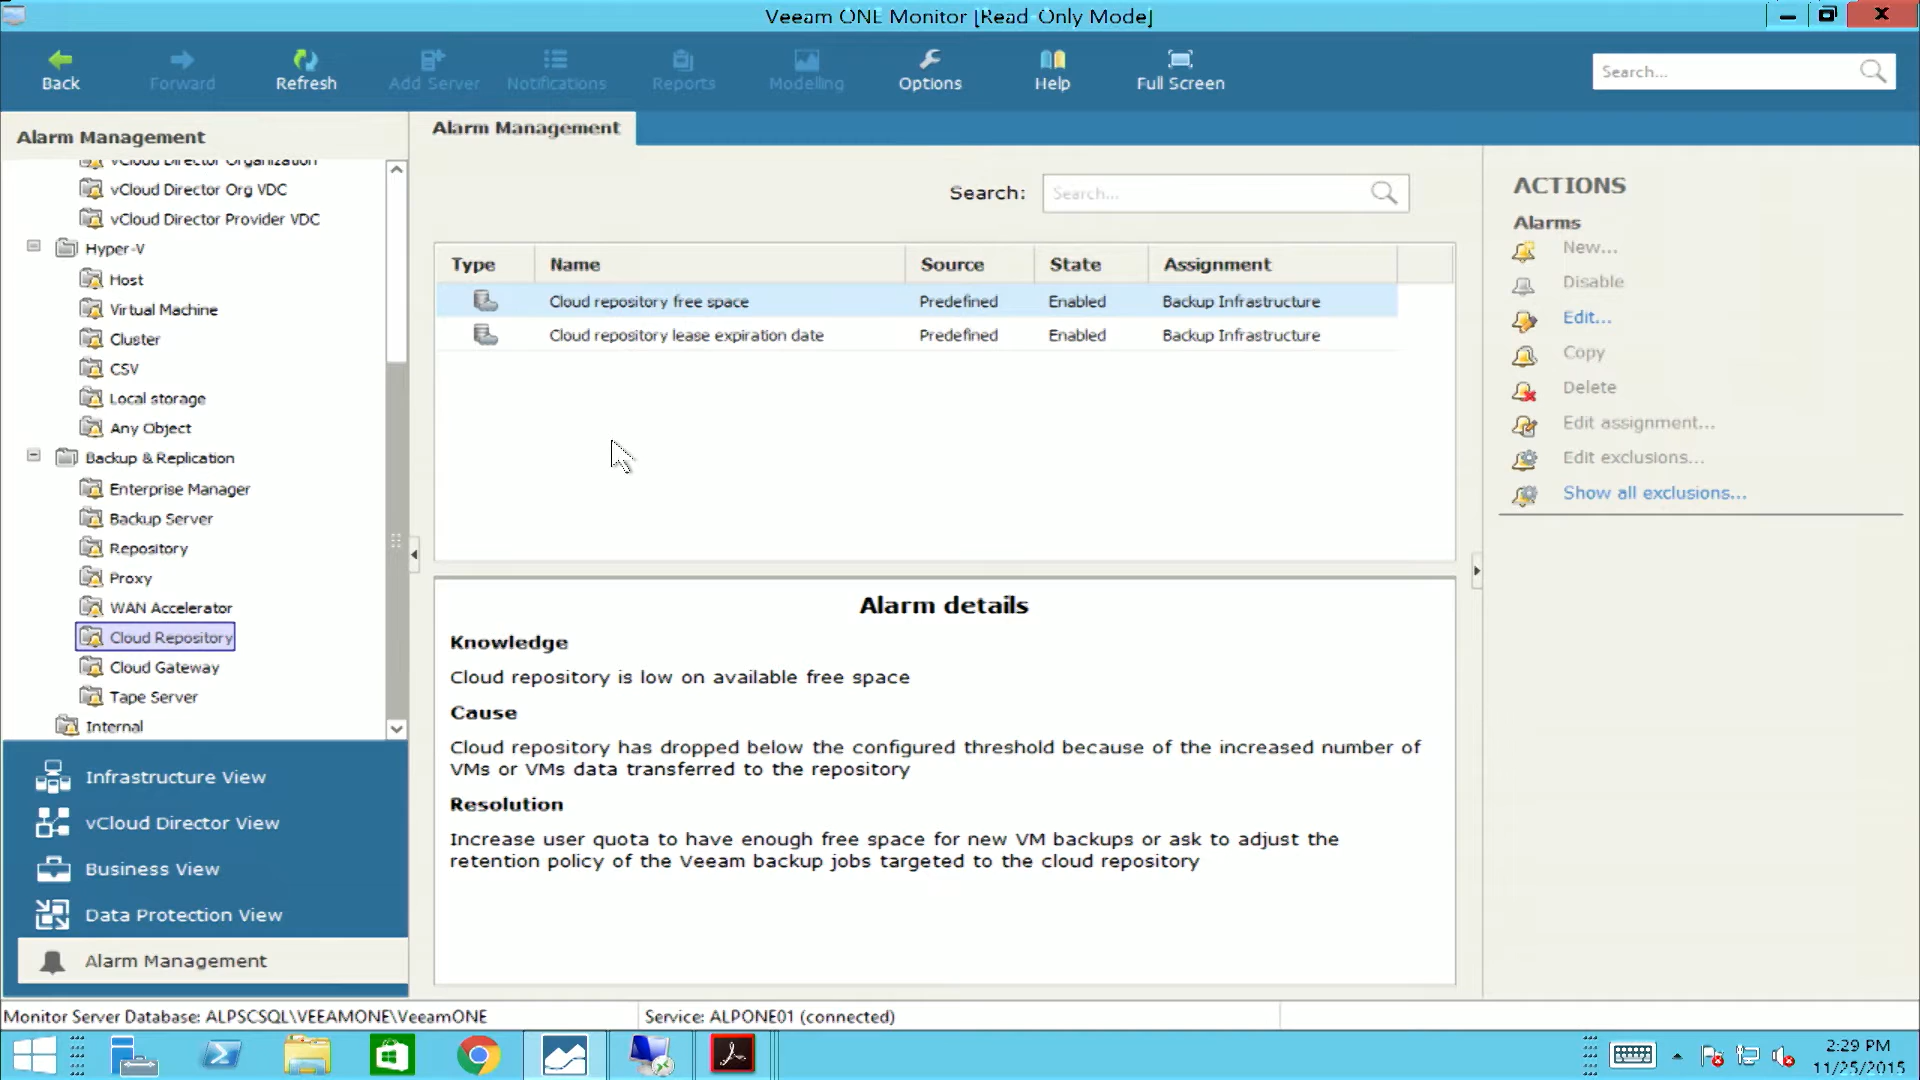 Veeam ONE Monitor [Read-Only Mode]
Back
Forward
Refresh
Add Server
Notifications
Reports
Modelling
Options
Help
Full Screen
Search...
Alarm Management
vCloud Director Organization
vCloud Director Org VDC
vCloud Director Provider VDC
Hyper-V
Host
Virtual Machine
Cluster
CSV
Local storage
Any Object
Backup & Replication
Enterprise Manager
Backup Server
Repository
Proxy
WAN Accelerator
Cloud Repository
Cloud Gateway
Tape Server
Internal
Infrastructure View
vCloud Director View
Business View
Data Protection View
Alarm Management
Alarm Management
Search: Search...
Type Name Source State Assignment
Cloud repository free space Predefined Enabled Backup Infrastructure
Cloud repository lease expiration date Predefined Enabled Backup Infrastructure
Alarm details
Knowledge
Cloud repository is low on available free space
Cause
Cloud repository has dropped below the configured threshold because of the increased number of
VMs or VMs data transferred to the repository
Resolution
Increase user quota to have enough free space for new VM backups or ask to adjust the
retention policy of the Veeam backup jobs targeted to the cloud repository
ACTIONS
Alarms
New...
Disable
Edit...
Copy
Delete
Edit assignment...
Edit exclusions...
Show all exclusions...
Monitor Server Database: ALPSCSQL\VEEAMONE\VeeamONE
Service: ALPONE01 (connected)
2:29 PM
11/25/2015